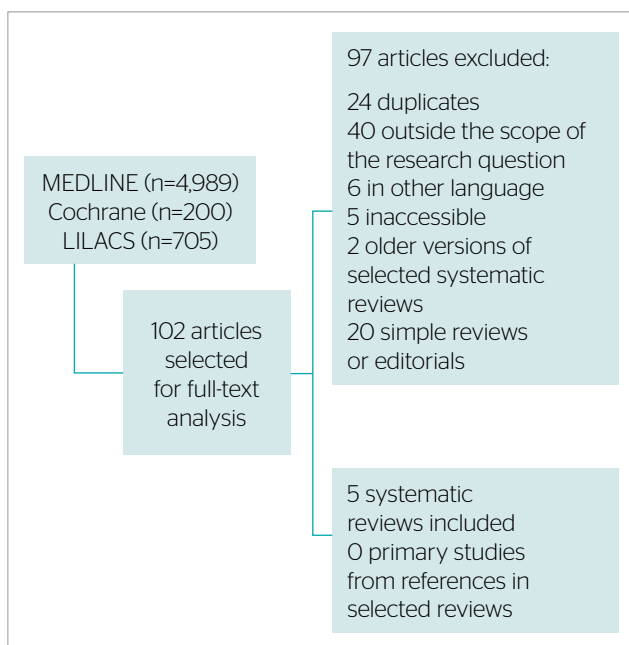 MEDLINE (n=4,989)
Cochrane (n=200)
LILACS (n=705)
102 articles
selected
for full-text
analysis
97 articles excluded:
24 duplicates
40 outside the scope of
the research question
6 in other language
5 inaccessible
2 older versions of
selected systematic
reviews
20 simple reviews
or editorials
5 systematic
reviews included
0 primary studies
from references in
selected reviews